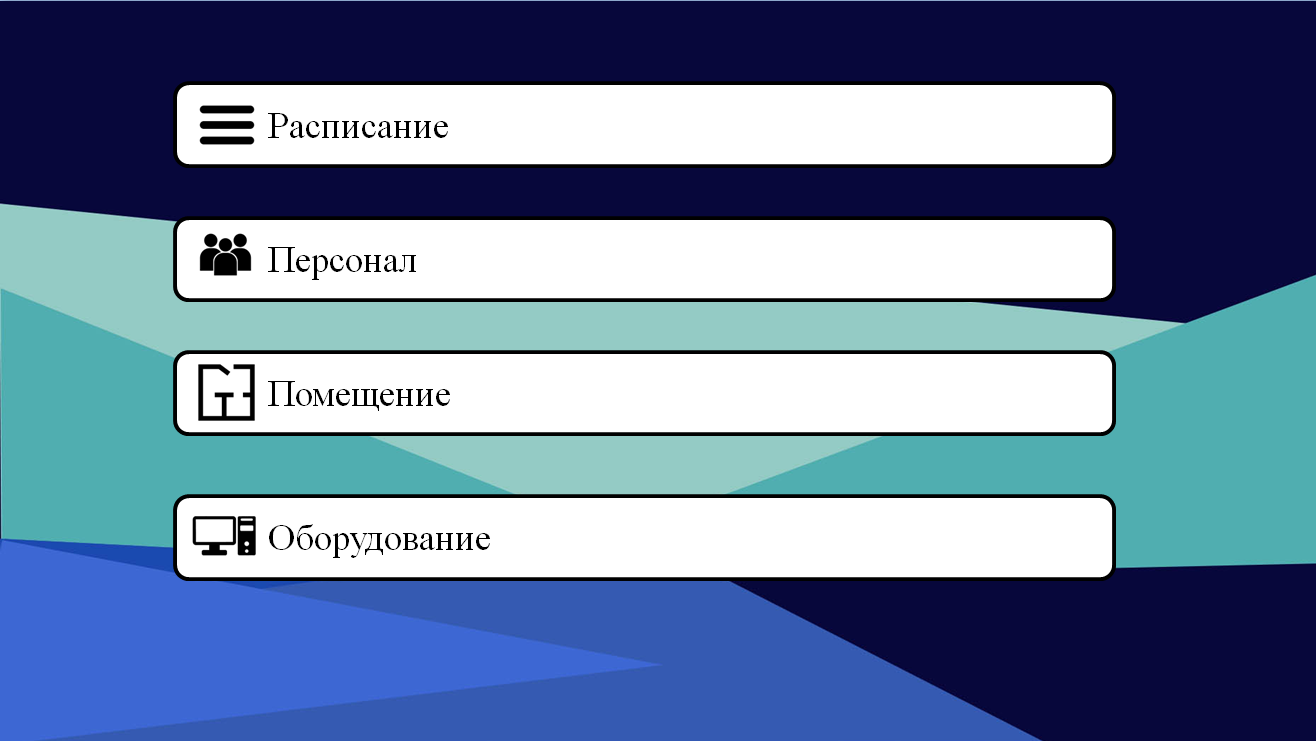 Расписание
Персонал
Помещение
Оборудование